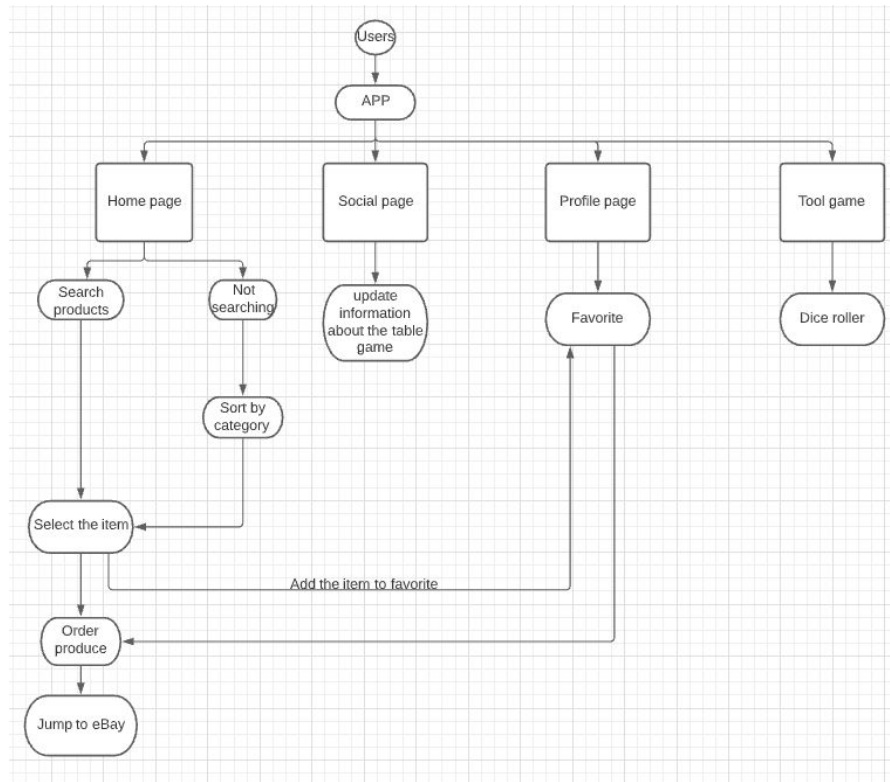 Users
APP
Home page
Social page
Profile page
Tool game
Search
products
Not
searching
update
information
about the table
game
Favorite
Dice roller
Sort by
category
Select the item
Add the item to favorite
Order
produce
Jump to eBay